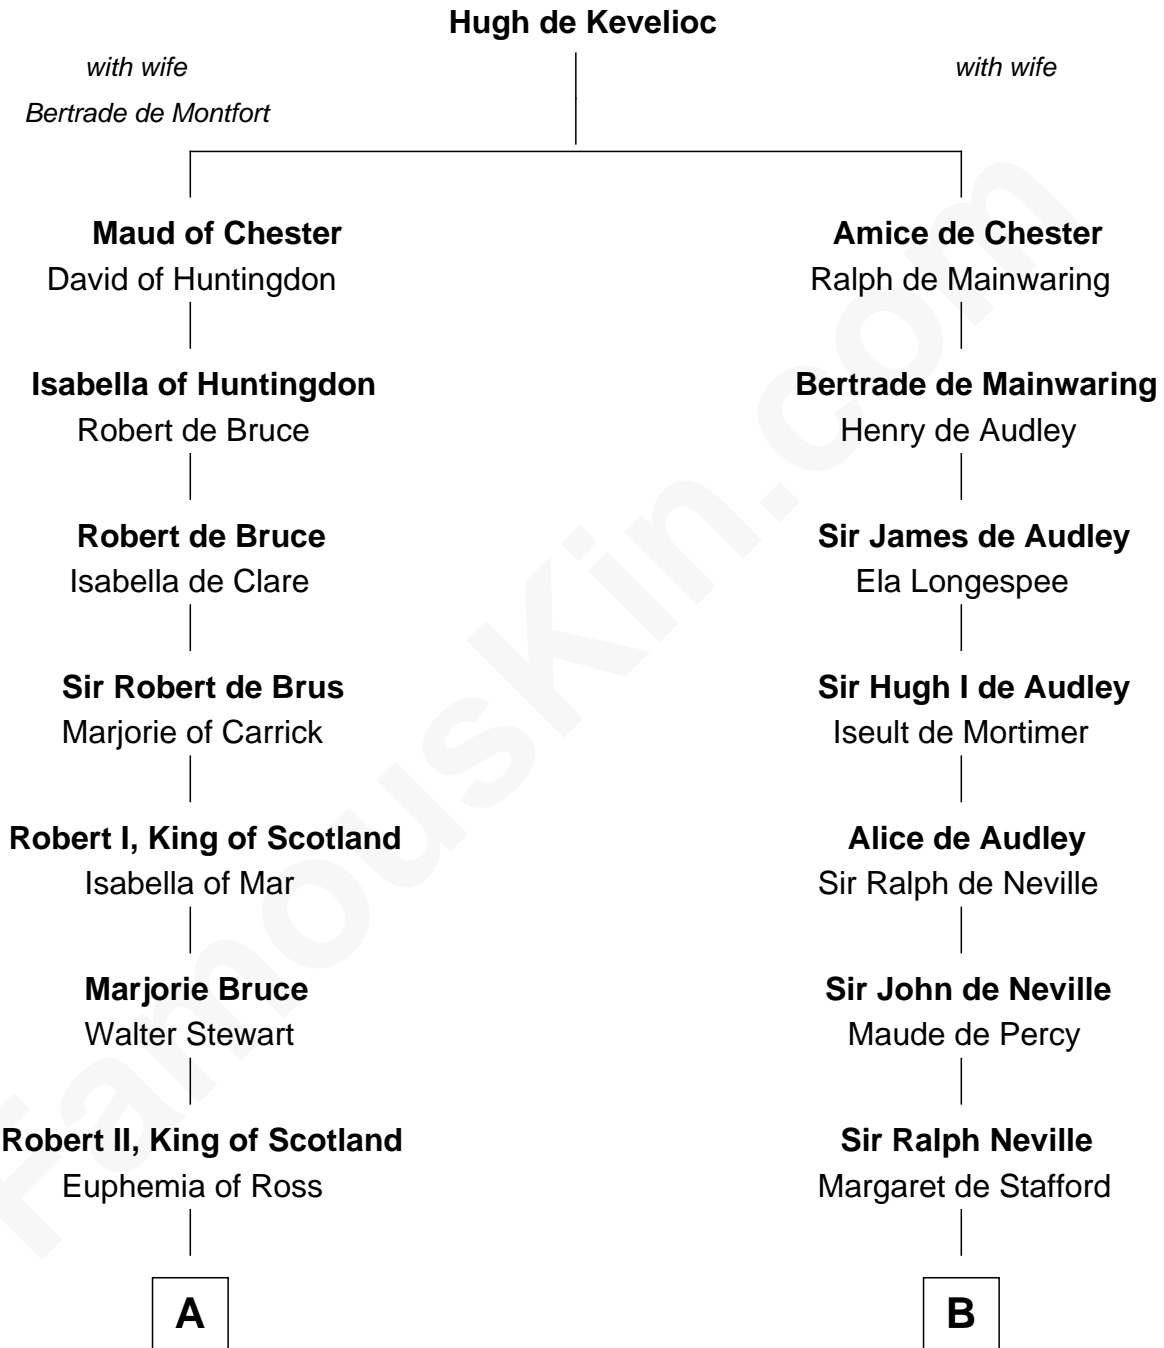 Hugh de Kevelioc
with wife
Bertrade de Montfort
with wife
Maud of Chester
David of Huntingdon
Isabella of Huntingdon
Robert de Bruce
Robert de Bruce
Isabella de Clare
Sir Robert de Brus
Marjorie of Carrick
Robert I, King of Scotland
Isabella of Mar
Marjorie Bruce
Walter Stewart
Robert II, King of Scotland
Euphemia of Ross
A
Amice de Chester
Ralph de Mainwaring
Bertrade de Mainwaring
Henry de Audley
Sir James de Audley
Ela Longespee
Sir Hugh I de Audley
Iseult de Mortimer
Alice de Audley
Sir Ralph de Neville
Sir John de Neville
Maude de Percy
Sir Ralph Neville
Margaret de Stafford
B
FamousKin.com